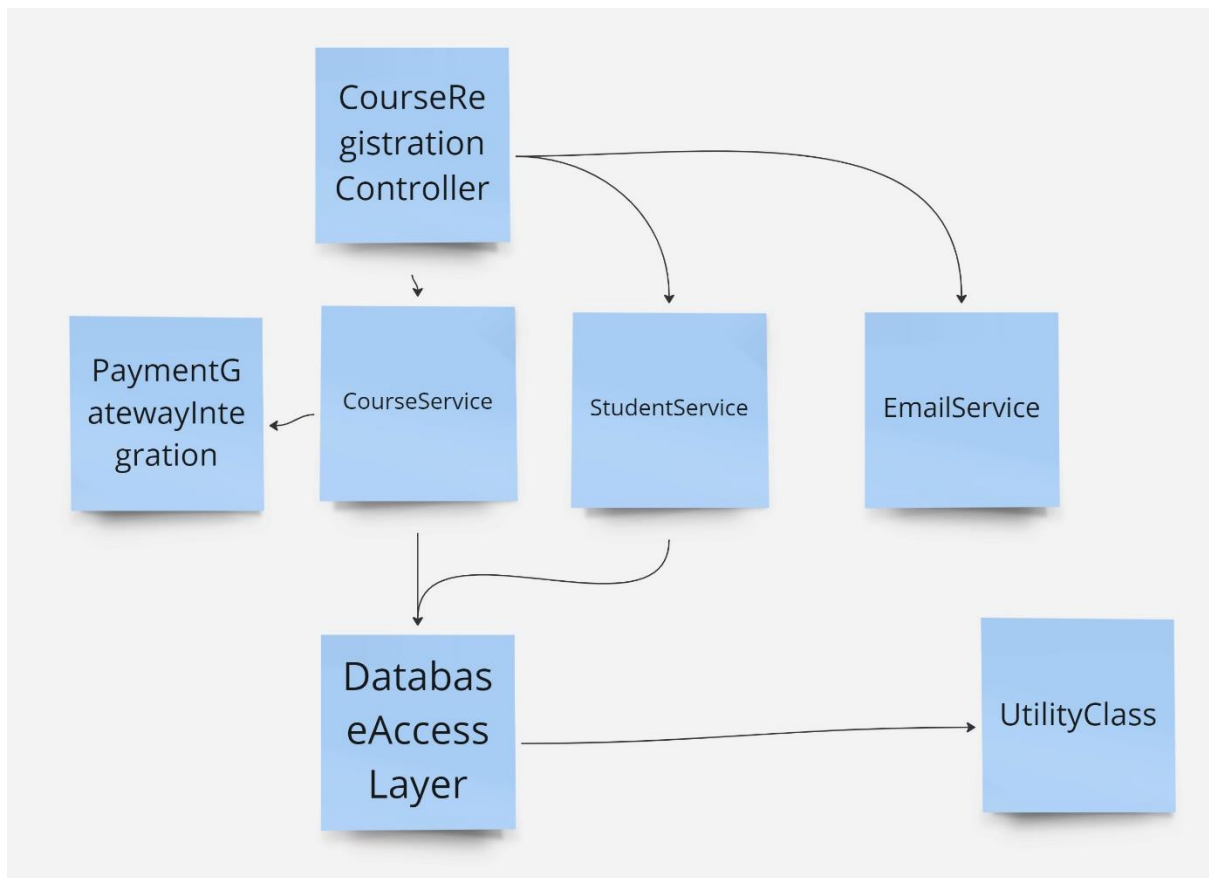 CourseRe
gistration
Controller
PaymentG
atewayInte
gration
CourseService
StudentService
EmailService
Databas
eAccess
Layer
UtilityClass